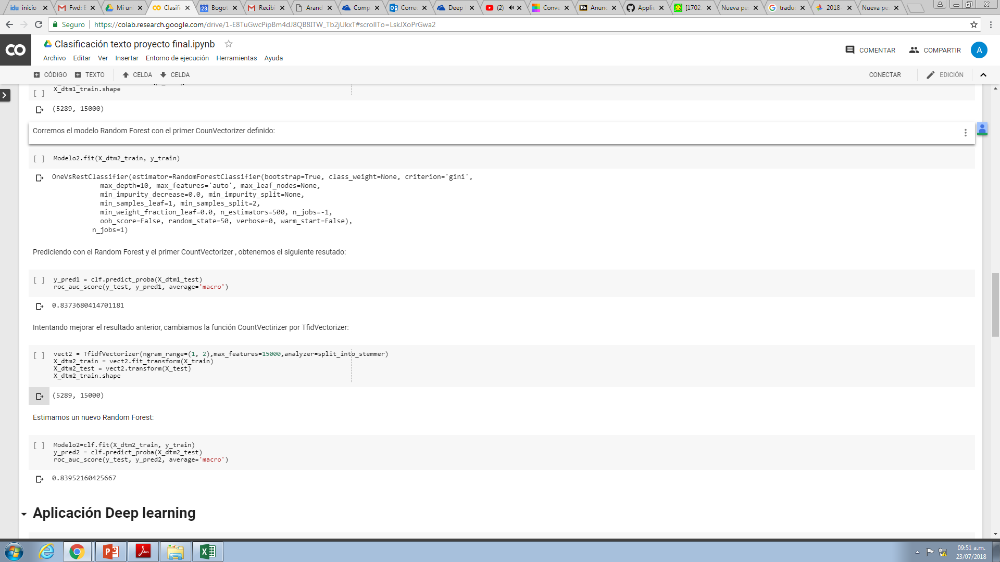 idu inicio
Fwd: E
Mi un
Clasifi
23 Bogot
Recibi
Arand
Comp
Corre
Deep
(2)
Conve
Bb Anunc
Applie
[1702.
Nueva pe
G traduc
2018-
Nueva pe
Seguro | https://colab.research.google.com/drive/1-E8TuGwcPipBm4dJ8QB8ITW_Tb2jUkxT#scrollTo=LskJXoPrGwa2
CO
Clasificación texto proyecto final.ipynb
COMENTAR COMPARTIR A
Archivo Editar Ver Insertar Entorno de ejecución Herramientas Ayuda
CÓDIGO TEXTO CELDA CELDA CONECTAR EDICIÓN
[ ] X_dtm1_train.shape
(5289, 15000)
Corremos el modelo Random Forest con el primer CounVectorizer definido:
[ ] Modelo2.fit(X_dtm2_train, y_train)
OneVsRestClassifier(estimator=RandomForestClassifier(bootstrap=True, class_weight=None, criterion='gini',
max_depth=10, max_features='auto', max_leaf_nodes=None,
min_impurity_decrease=0.0, min_impurity_split=None,
min_samples_leaf=1, min_samples_split=2,
min_weight_fraction_leaf=0.0, n_estimators=500, n_jobs=-1,
oob_score=False, random_state=50, verbose=0, warm_start=False),
n_jobs=1)
Prediciendo con el Random Forest y el primer CountVectorizer , obtenemos el siguiente resutado:
[ ] y_pred1 = clf.predict_proba(X_dtm1_test)
roc_auc_score(y_test, y_pred1, average='macro')
0.8373680414701181
Intentando mejorar el resultado anterior, cambiamos la función CountVectirizer por TfidVectorizer:
[ ] vect2 = TfidfVectorizer(ngram_range=(1, 2),max_features=15000,analyzer=split_into_stemmer)
X_dtm2_train = vect2.fit_transform(X_train)
X_dtm2_test = vect2.transform(X_test)
X_dtm2_train.shape
(5289, 15000)
Estimamos un nuevo Random Forest:
[ ] Modelo2=clf.fit(X_dtm2_train, y_train)
y_pred2 = clf.predict_proba(X_dtm2_test)
roc_auc_score(y_test, y_pred2, average='macro')
0.83952160425667
Aplicación Deep learning
09:51 a.m.
23/07/2018